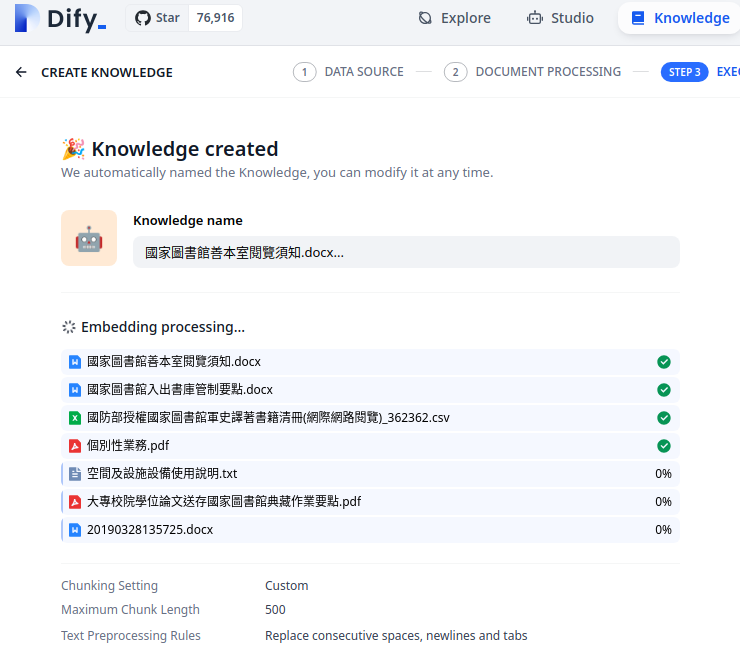 Dify_ Star 76,916 Explore Studio Knowledge
CREATE KNOWLEDGE 1 DATA SOURCE 2 DOCUMENT PROCESSING STEP 3 EXEC
Knowledge created
We automatically named the Knowledge, you can modify it at any time.
Knowledge name
國家圖書館善本室閱覽須知.docx...
Embedding processing...
國家圖書館善本室閱覽須知.docx
國家圖書館入出書庫管制要點.docx
國防部授權國家圖書館軍史譯著書籍清冊(網際網路閱覽)_362362.csv
個別性業務.pdf
空間及設施設備使用說明.txt 0%
大專校院學位論文送存國家圖書館典藏作業要點.pdf 0%
20190328135725.docx 0%
Chunking Setting Custom
Maximum Chunk Length 500
Text Preprocessing Rules Replace consecutive spaces, newlines and tabs